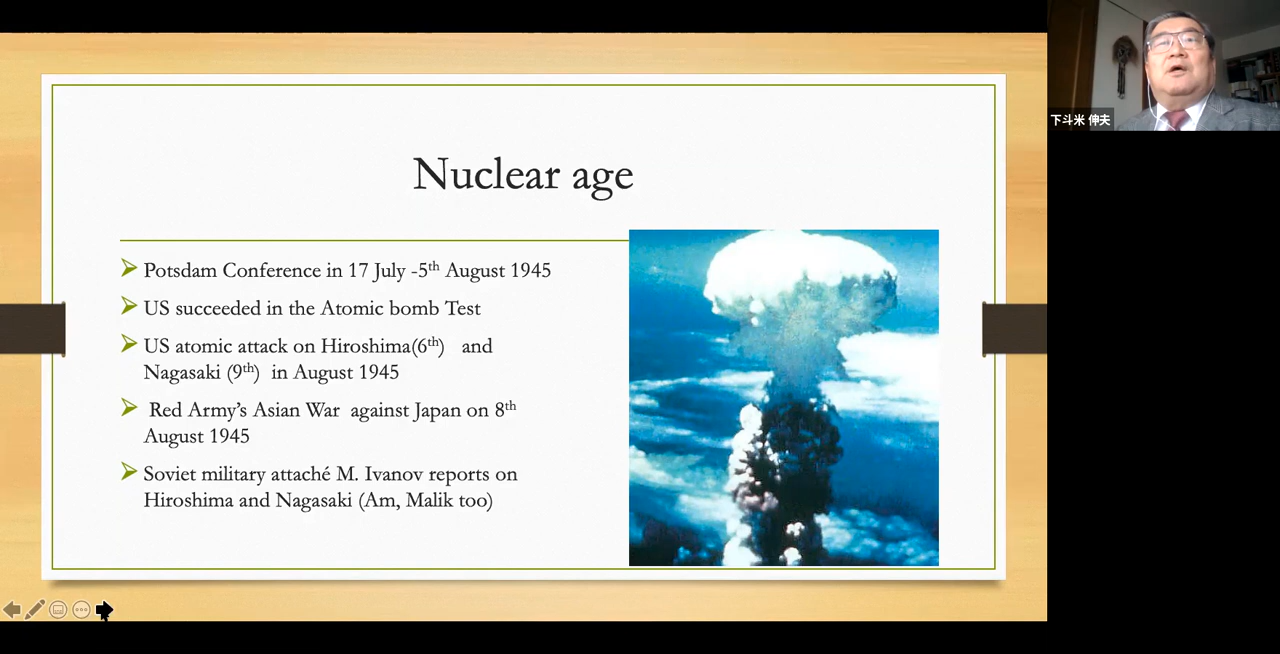 Nuclear age
Potsdam Conference in 17 July -5th August 1945
US succeeded in the Atomic bomb Test
US atomic attack on Hiroshima(6th) and
Nagasaki (9th) in August 1945
Red Army’s Asian War against Japan on 8th
August 1945
Soviet military attaché M. Ivanov reports on
Hiroshima and Nagasaki (Am, Malik too)
下斗米 伸夫